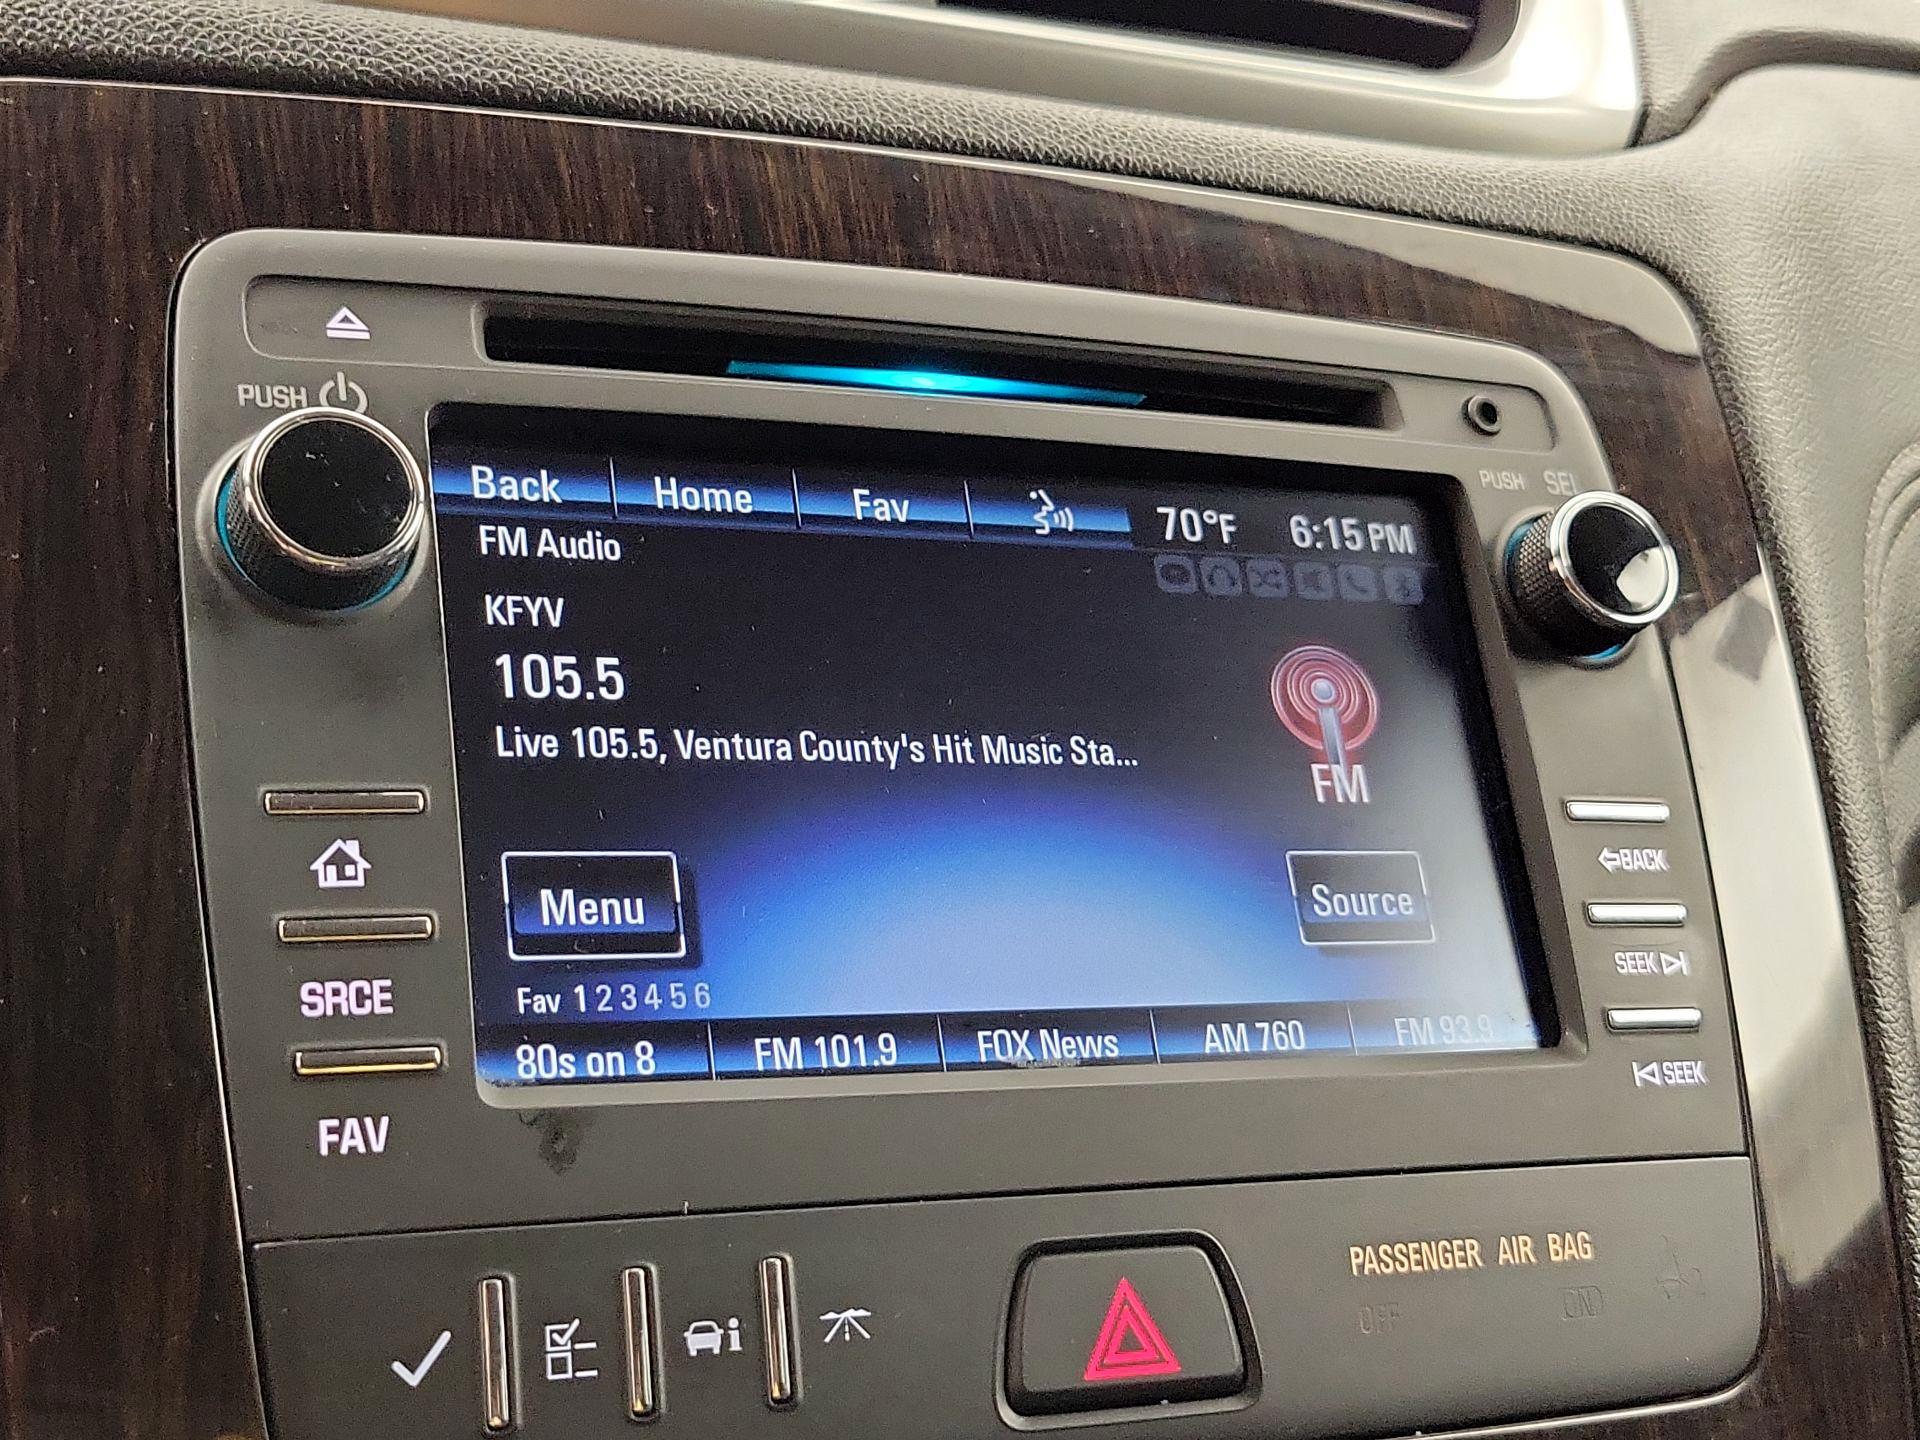 PUSH
PUSH SEL
Back Home Fav 70°F 6:15 PM
FM Audio
KFYV
105.5
Live 105.5, Ventura County's Hit Music Sta...
FM
Menu Source
Fav 1 2 3 4 5 6
80s on 8 FM 101.9 FOX News AM 760 FM 93.9
SRCE
FAV
BACK
SEEK
SEEK
PASSENGER AIR BAG
OFF ON